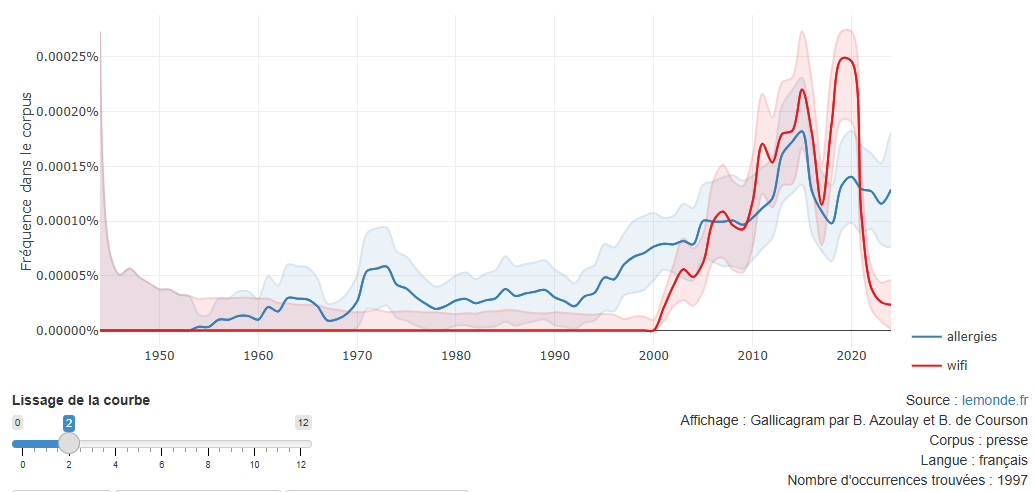 Fréquence dans le corpus
0.00025%
0.00020%
0.00015%
0.00010%
0.00005%
0.00000%
1950 1960 1970 1980 1990 2000 2010 2020
allergies
wifi
Lissage de la courbe
0 2 12
0 2 4 6 8 10 12
Source : lemonde.fr
Affichage : Gallicagram par B. Azoulay et B. de Courson
Corpus : presse
Langue : français
Nombre d'occurrences trouvées : 1997